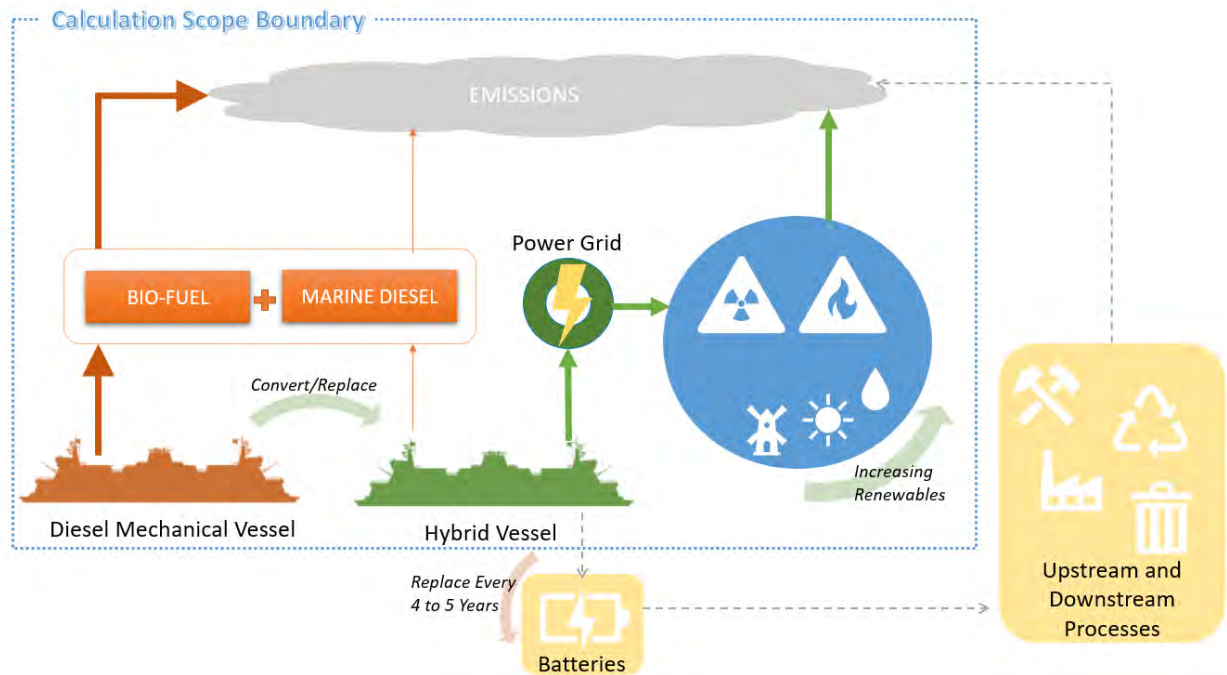 Calculation Scope Boundary
EMISSIONS
Power Grid
BIO-FUEL
MARINE DIESEL
Convert/Replace
Increasing
Renewables
Diesel Mechanical Vessel
Hybrid Vessel
Replace Every
4 to 5 Years
Batteries
Upstream and
Downstream
Processes